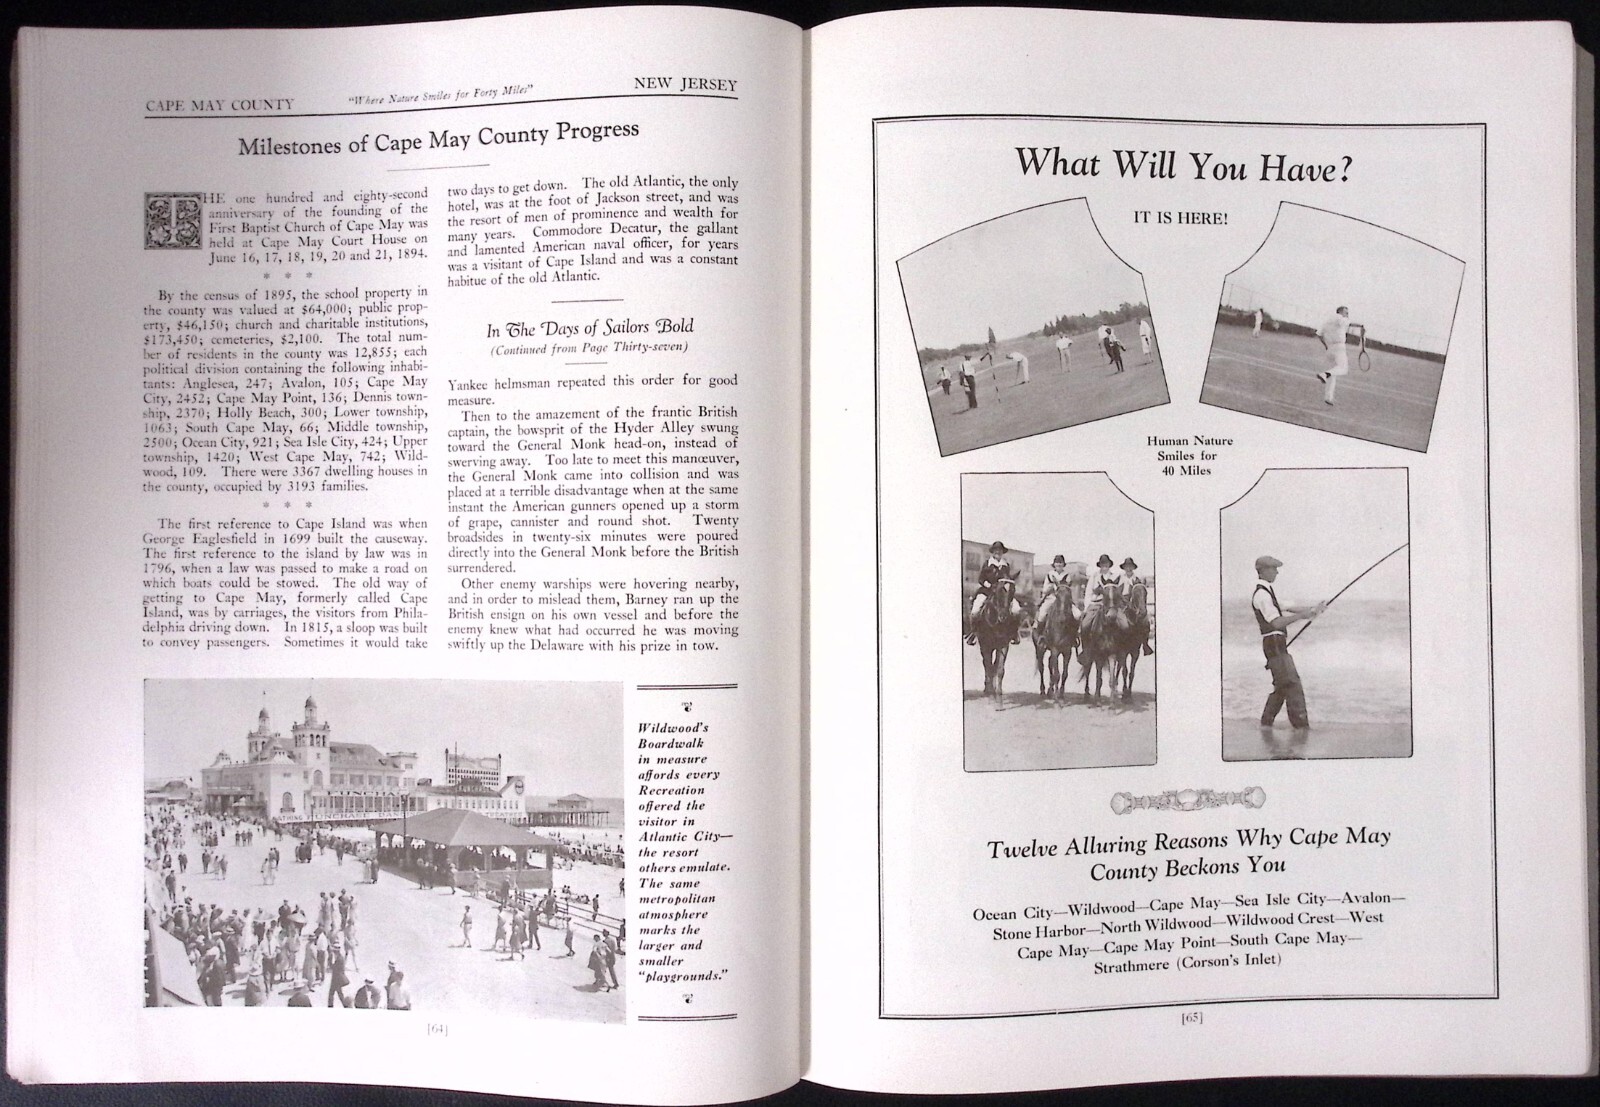 CAPE MAY COUNTY "Where Nature Smiles for Forty Miles" NEW JERSEY
Milestones of Cape May County Progress
THE one hundred and eighty-second
anniversary of the founding of the
First Baptist Church of Cape May was
held at Cape May Court House on
June 16, 17, 18, 19, 20 and 21, 1894.
* * *
By the census of 1895, the school property in
the county was valued at $64,000; public prop-
erty, $46,150; church and charitable institutions,
$173,450; cemeteries, $2,100. The total num-
ber of residents in the county was 12,855; each
political division containing the following inhabi-
tants: Anglesea, 247; Avalon, 105; Cape May
City, 2452; Cape May Point, 136; Dennis town-
ship, 2370; Holly Beach, 300; Lower township,
1063; South Cape May, 66; Middle township,
2500; Ocean City, 921; Sea Isle City, 424; Upper
township, 1420; West Cape May, 742; Wild-
wood, 109. There were 3367 dwelling houses in
the county, occupied by 3193 families.
* * *
The first reference to Cape Island was when
George Eaglesfield in 1699 built the causeway.
The first reference to the island by law was in
1796, when a law was passed to make a road on
which boats could be stowed. The old way of
getting to Cape May, formerly called Cape
Island, was by carriages, the visitors from Phila-
delphia driving down. In 1815, a sloop was built
to convey passengers. Sometimes it would take
two days to get down. The old Atlantic, the only
hotel, was at the foot of Jackson street, and was
the resort of men of prominence and wealth for
many years. Commodore Decatur, the gallant
and lamented American naval officer, for years
was a visitant of Cape Island and was a constant
habitue of the old Atlantic.
In The Days of Sailors Bold
(Continued from Page Thirty-seven)
Yankee helmsman repeated this order for good
measure.
Then to the amazement of the frantic British
captain, the bowsprit of the Hyder Alley swung
toward the General Monk head-on, instead of
swerving away. Too late to meet this manœuver,
the General Monk came into collision and was
placed at a terrible disadvantage when at the same
instant the American gunners opened up a storm
of grape, cannister and round shot. Twenty
broadsides in twenty-six minutes were poured
directly into the General Monk before the British
surrendered.
Other enemy warships were hovering nearby,
and in order to mislead them, Barney ran up the
British ensign on his own vessel and before the
enemy knew what had occurred he was moving
swiftly up the Delaware with his prize in tow.
Wildwood's
Boardwalk
in measure
affords every
Recreation
offered the
visitor in
Atlantic City—
the resort
others emulate.
The same
metropolitan
atmosphere
marks the
larger and
smaller
"playgrounds."
[64]
What Will You Have?
IT IS HERE!
Human Nature
Smiles for
40 Miles
Twelve Alluring Reasons Why Cape May
County Beckons You
Ocean City—Wildwood—Cape May—Sea Isle City—Avalon—
Stone Harbor—North Wildwood—Wildwood Crest—West
Cape May—Cape May Point—South Cape May—
Strathmere (Corson's Inlet)
[65]